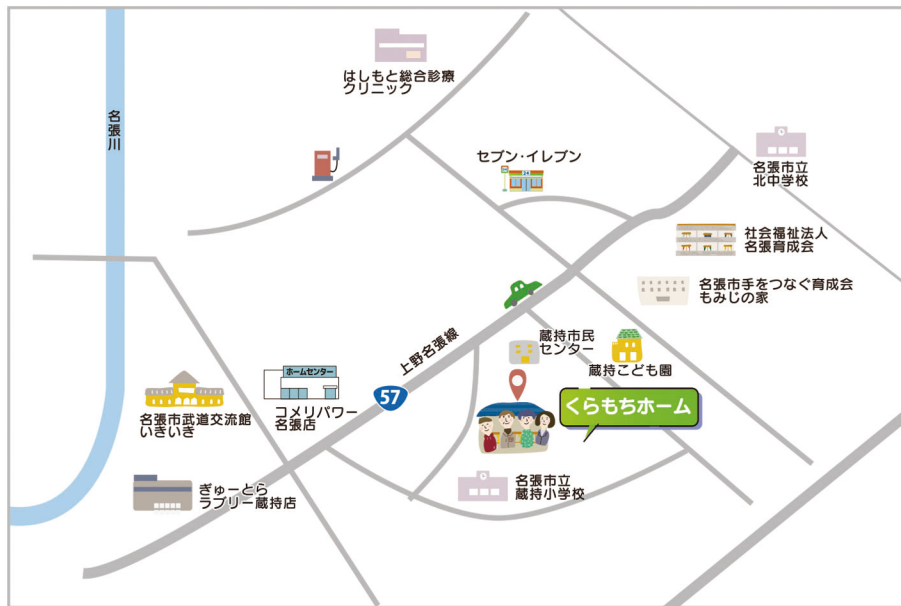 はしもと総合診療
クリニック
名張川
セブン・イレブン
名張市立
北中学校
社会福祉法人
名張育成会
名張市手をつなぐ育成会
もみじの家
上野名張線
57
蔵持市民
センター
蔵持こども園
ホームセンター
コメリパワー
名張店
名張市武道交流館
いきいき
くらもちホーム
ぎゅーとら
ラブリー蔵持店
名張市立
蔵持小学校